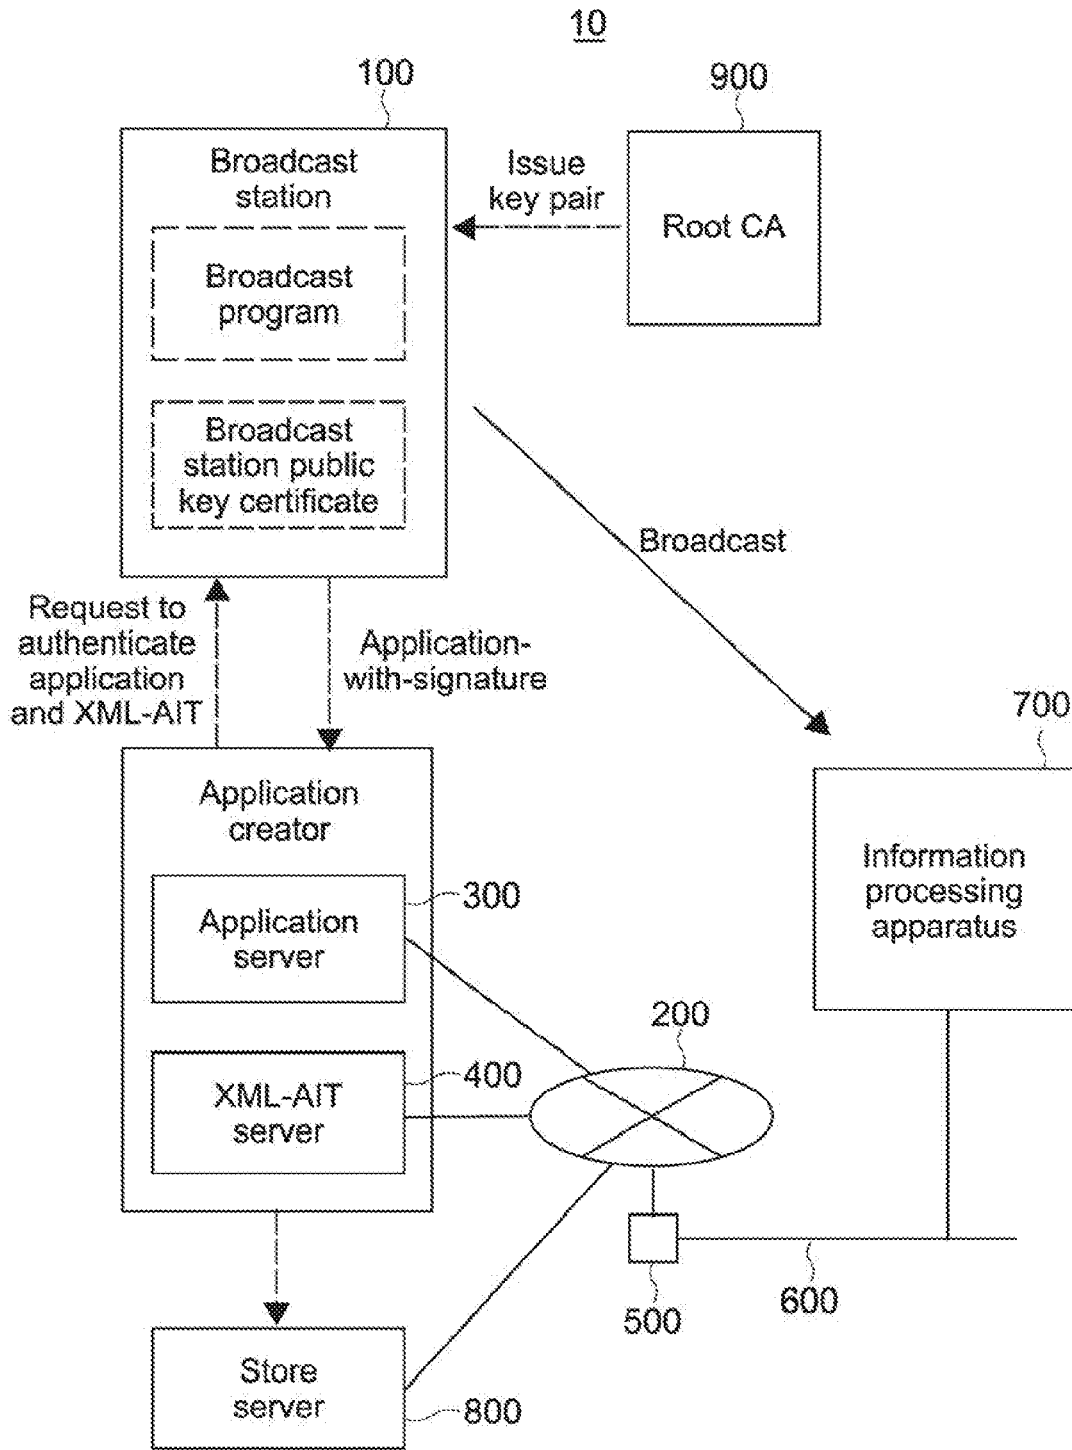 10
100
900
Broadcast
station
Issue
key pair
Root CA
Broadcast
program
Broadcast
station public
key certificate
Broadcast
Request to
authenticate
application
and XML-AIT
Application-
with-signature
700
Application
creator
Information
processing
apparatus
300
Application
server
200
400
XML-AIT
server
500
600
Store
server
800